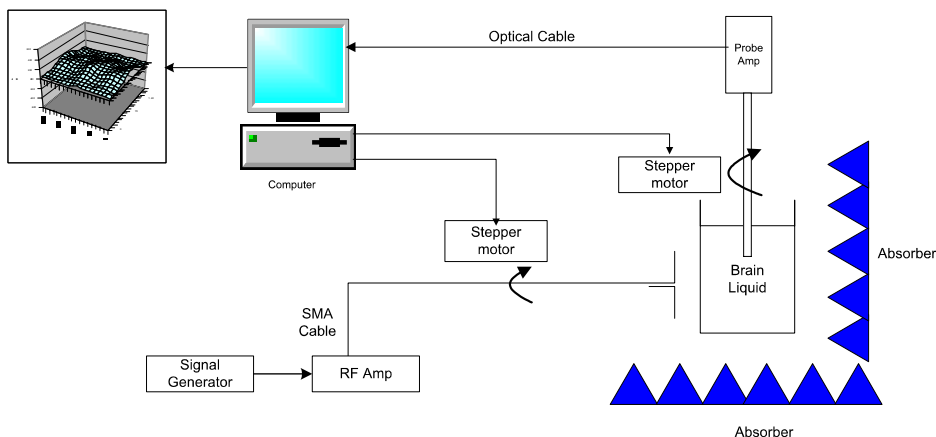 Optical Cable
Probe
Amp
Computer
Stepper
motor
Stepper
motor
Brain
Liquid
Absorber
SMA
Cable
Signal
Generator
RF Amp
Absorber